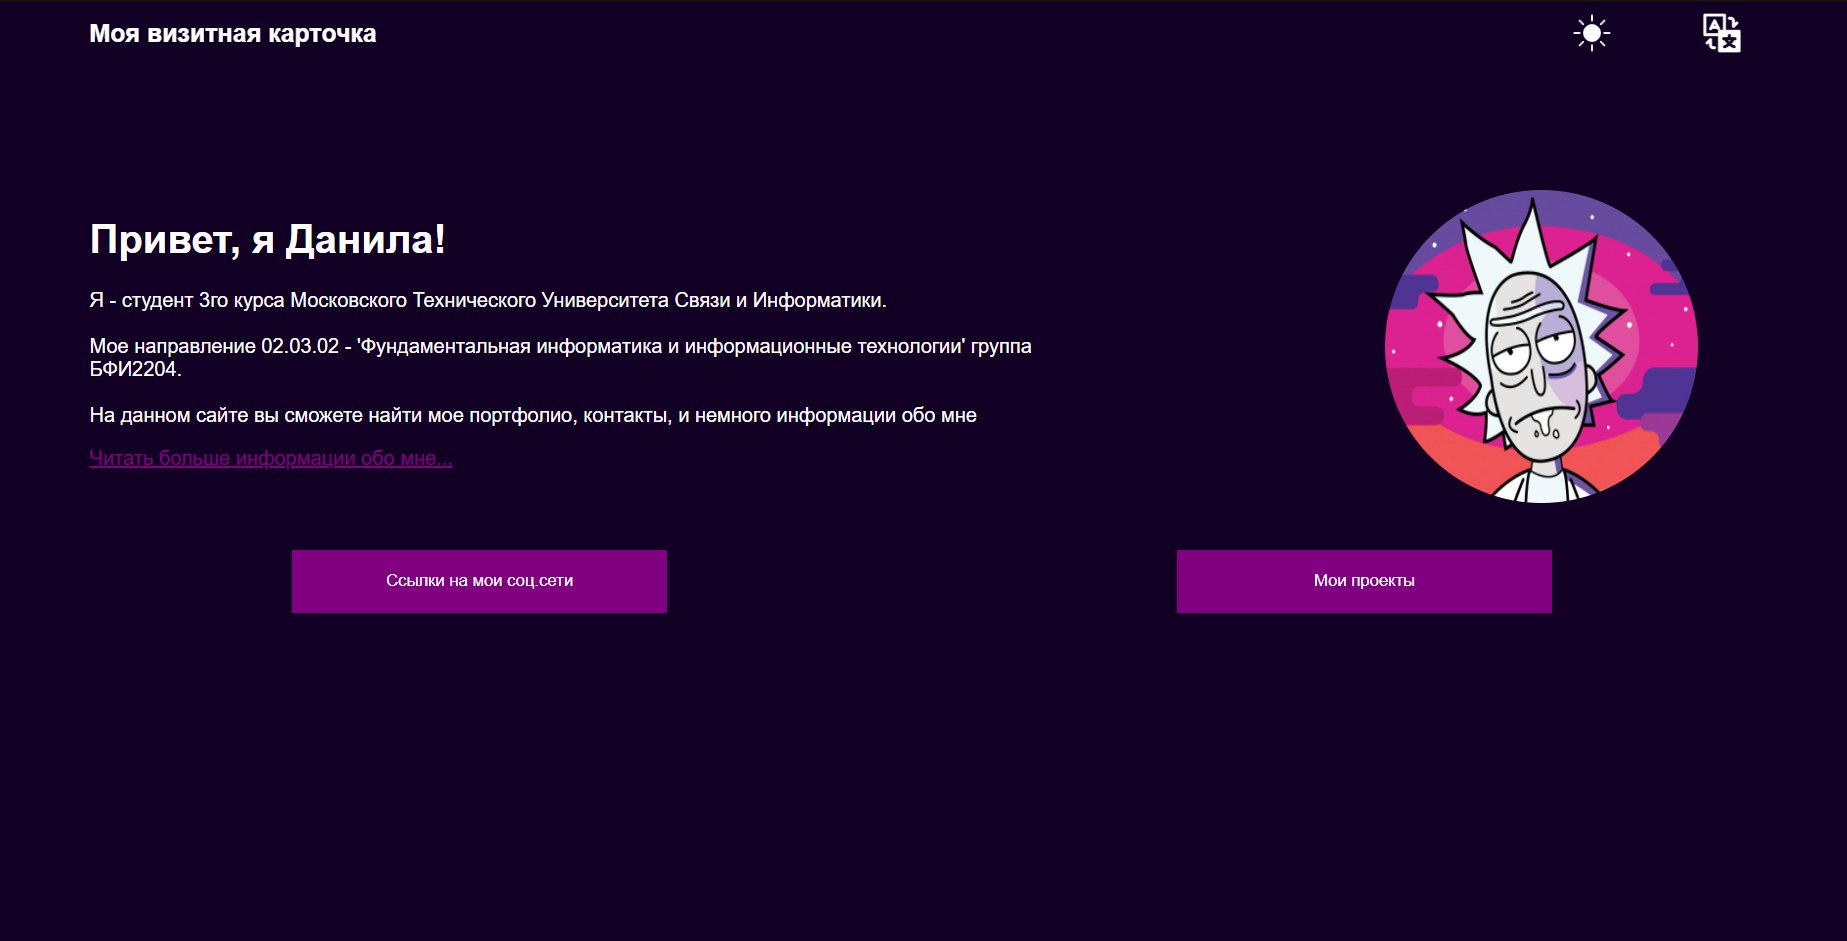 Моя визитная карточка
A
文
Привет, я Данила!
Я - студент 3го курса Московского Технического Университета Связи и Информатики.
Мое направление 02.03.02 - 'Фундаментальная информатика и информационные технологии' группа
БФИ2204.
На данном сайте вы сможете найти мое портфолио, контакты, и немного информации обо мне
Читать больше информации обо мне...
Ссылки на мои соц.сети
Мои проекты